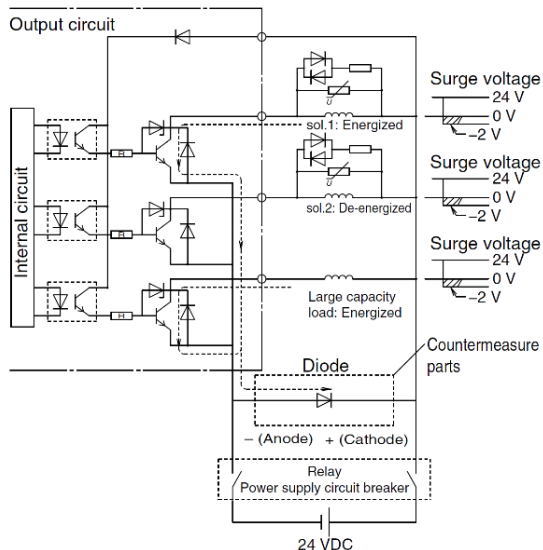 Output circuit
Internal circuit
Surge voltage
24 V
0 V
−2 V
U
sol.1: Energized
Surge voltage
24 V
0 V
−2 V
U
sol.2: De-energized
Surge voltage
24 V
0 V
−2 V
Large capacity
load: Energized
Countermeasure
parts
Diode
− (Anode) + (Cathode)
Relay
Power supply circuit breaker
24 VDC